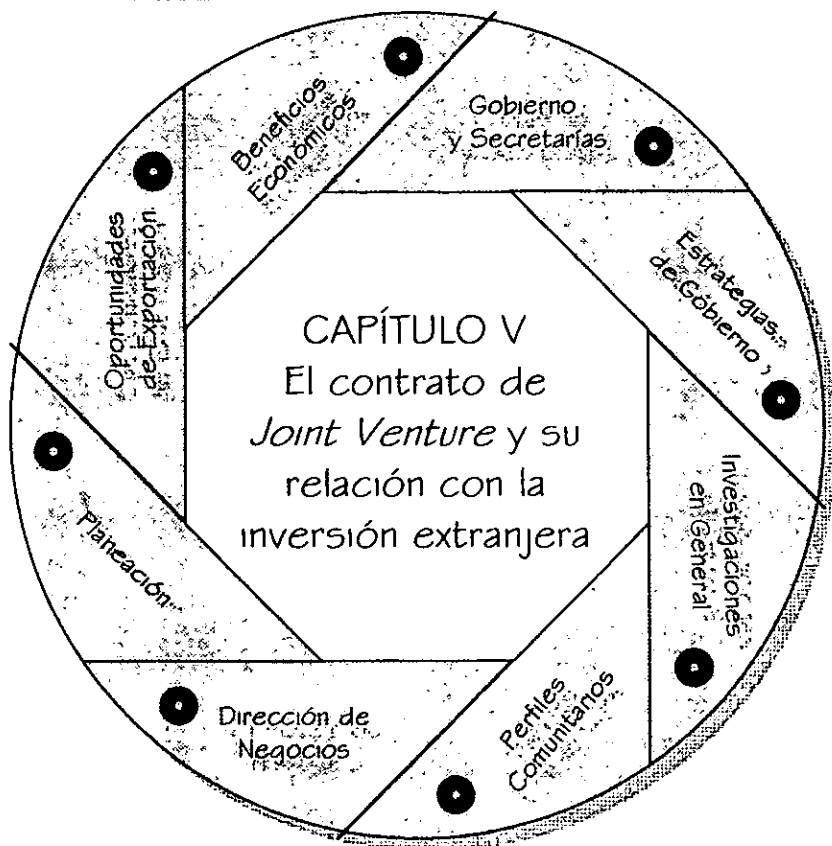 CAPÍTULO V
El contrato de
Joint Venture y su
relación con la
inversión extranjera
Gobierno
y Secretarías
Estrategias
de Gobierno
Investigaciones
en General
Perfiles
Comunitarios
Dirección de
Negocios
Planeación
Oportunidades
de Exportación
Beneficios
Económicos